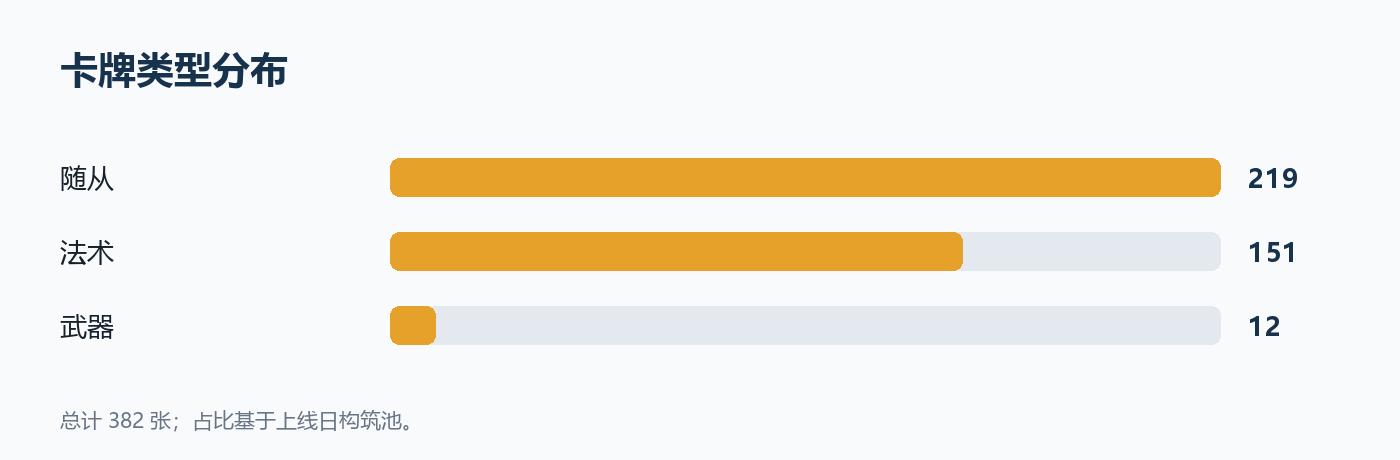 卡牌类型分布
随从 219
法术 151
武器 12
总计 382 张；占比基于上线日构筑池。